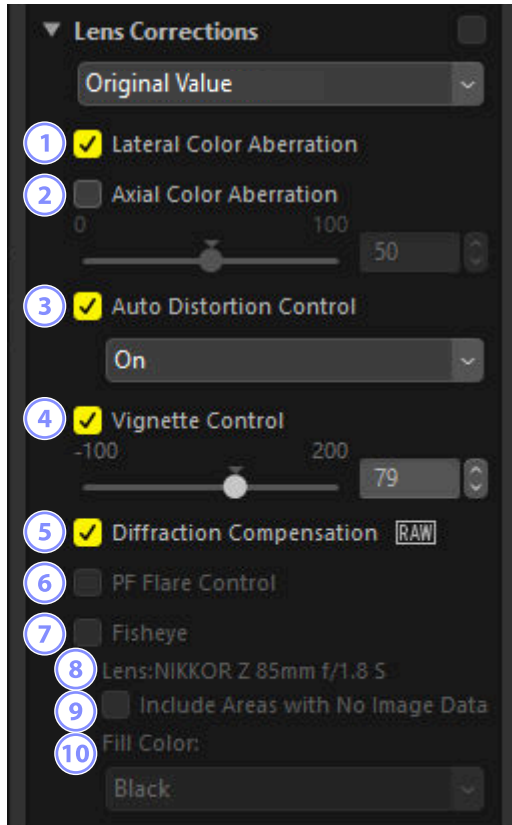 Lens Corrections
Original Value
1 Lateral Color Aberration
2 Axial Color Aberration
0 100
50
3 Auto Distortion Control
On
4 Vignette Control
-100 200
79
5 Diffraction Compensation RAW
6 PF Flare Control
7 Fisheye
8 Lens:NIKKOR Z 85mm f/1.8 S
9 Include Areas with No Image Data
10 Fill Color:
Black